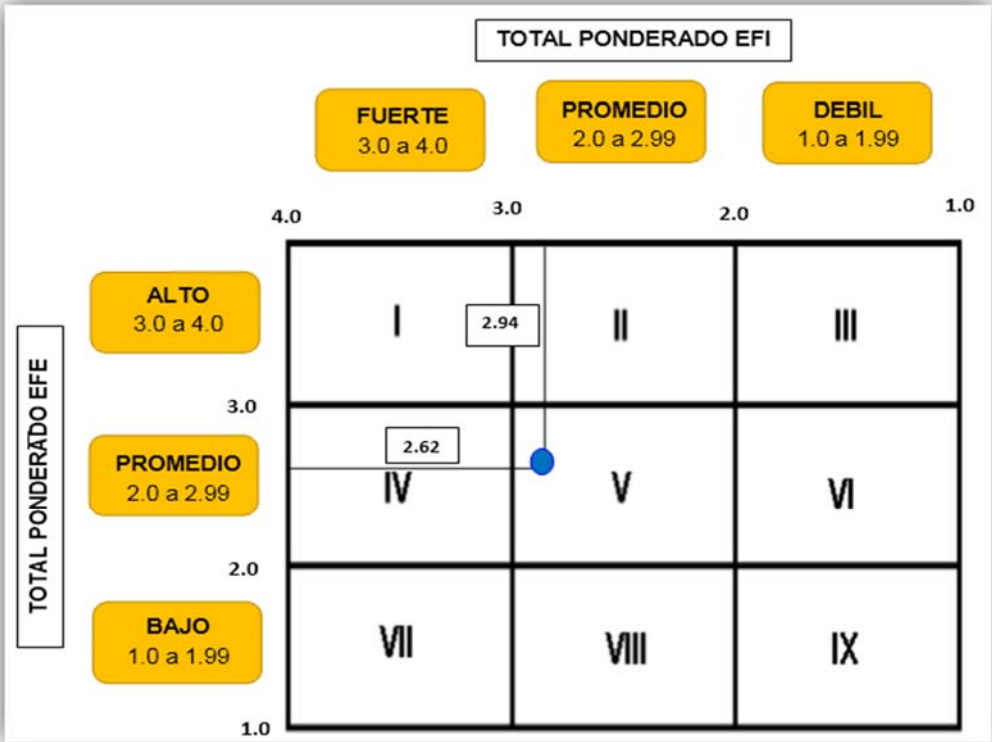 TOTAL PONDERADO EFI
FUERTE
3.0 a 4.0
PROMEDIO
2.0 a 2.99
DEBIL
1.0 a 1.99
4.0
3.0
2.0
1.0
TOTAL PONDERADO EFE
ALTO
3.0 a 4.0
I
2.94
II
III
3.0
PROMEDIO
2.0 a 2.99
2.62
IV
V
VI
2.0
BAJO
1.0 a 1.99
VII
VIII
IX
1.0